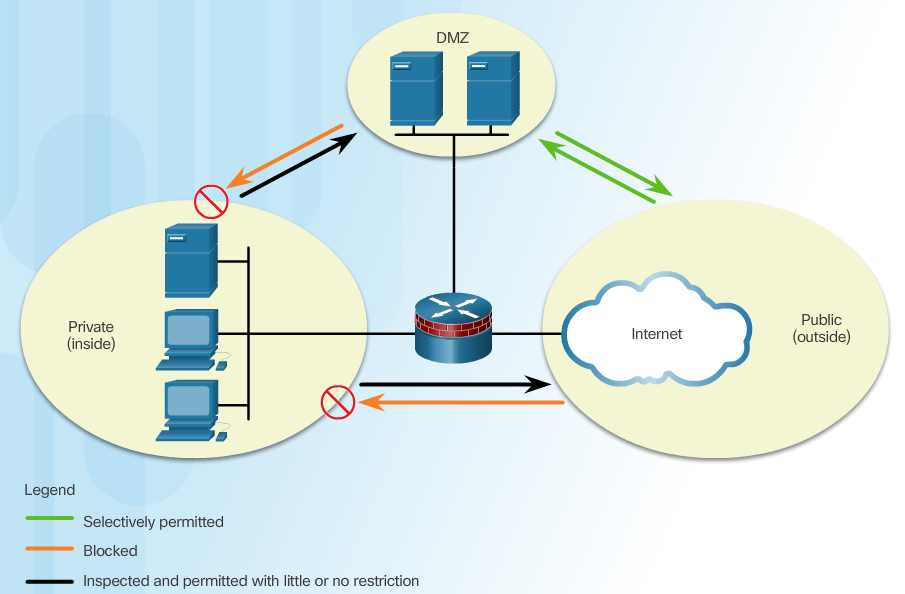 DMZ
Private
(inside)
Internet
Public
(outside)
Legend
Selectively permitted
Blocked
Inspected and permitted with little or no restriction